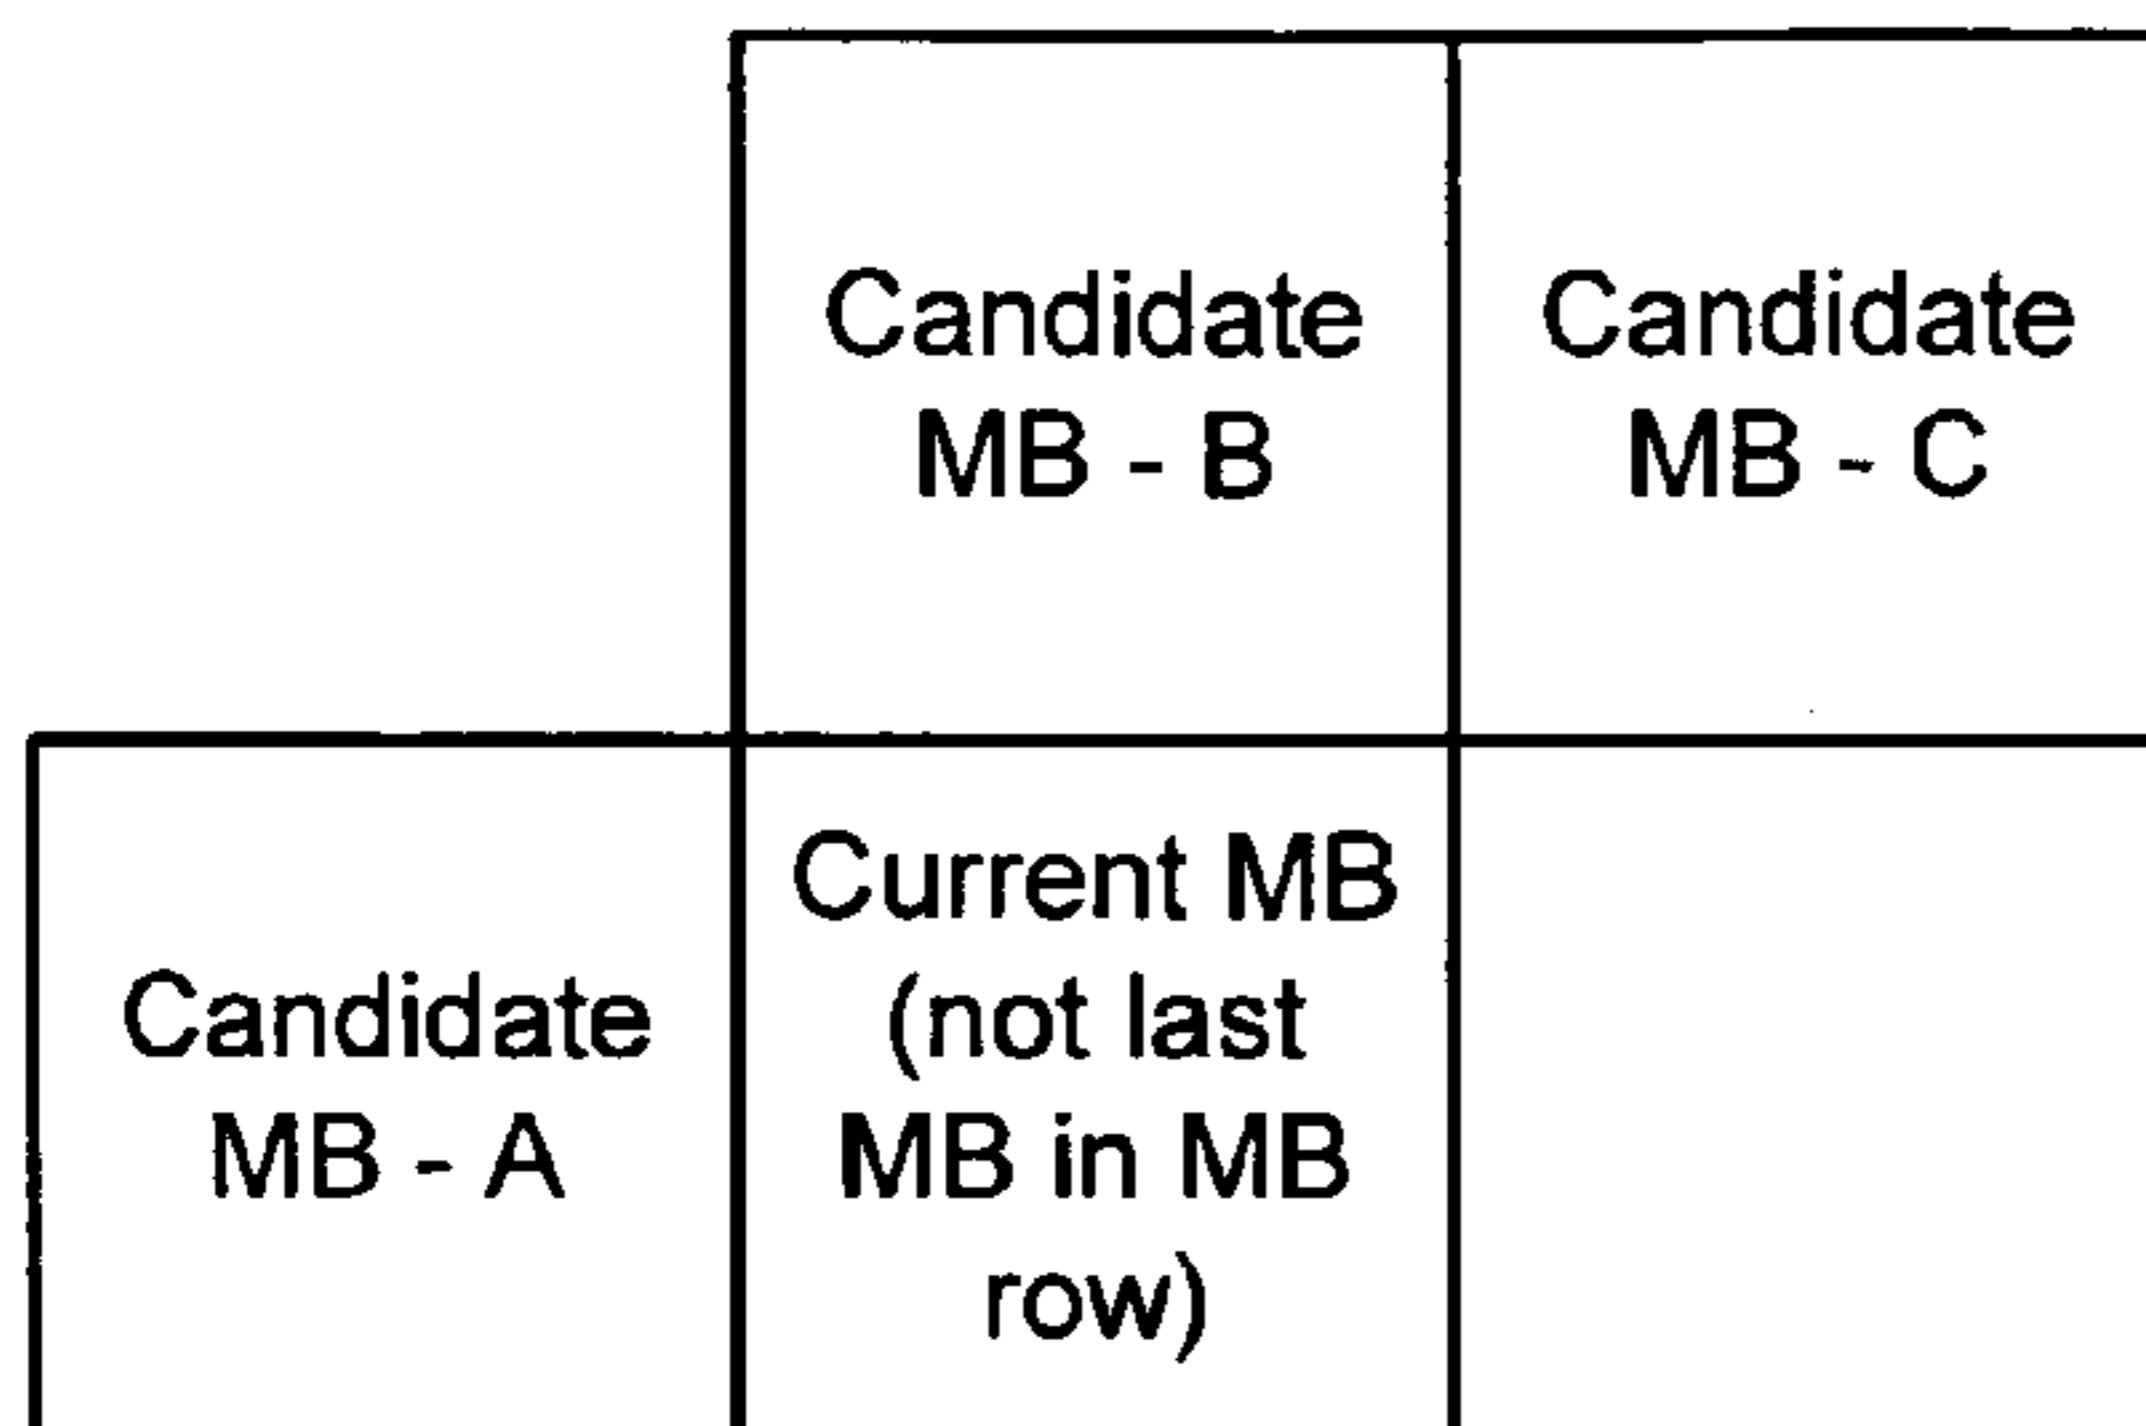 Candidate
MB - B
Candidate
MB - C
Candidate
MB - A
Current MB
(not last
MB in MB
row)